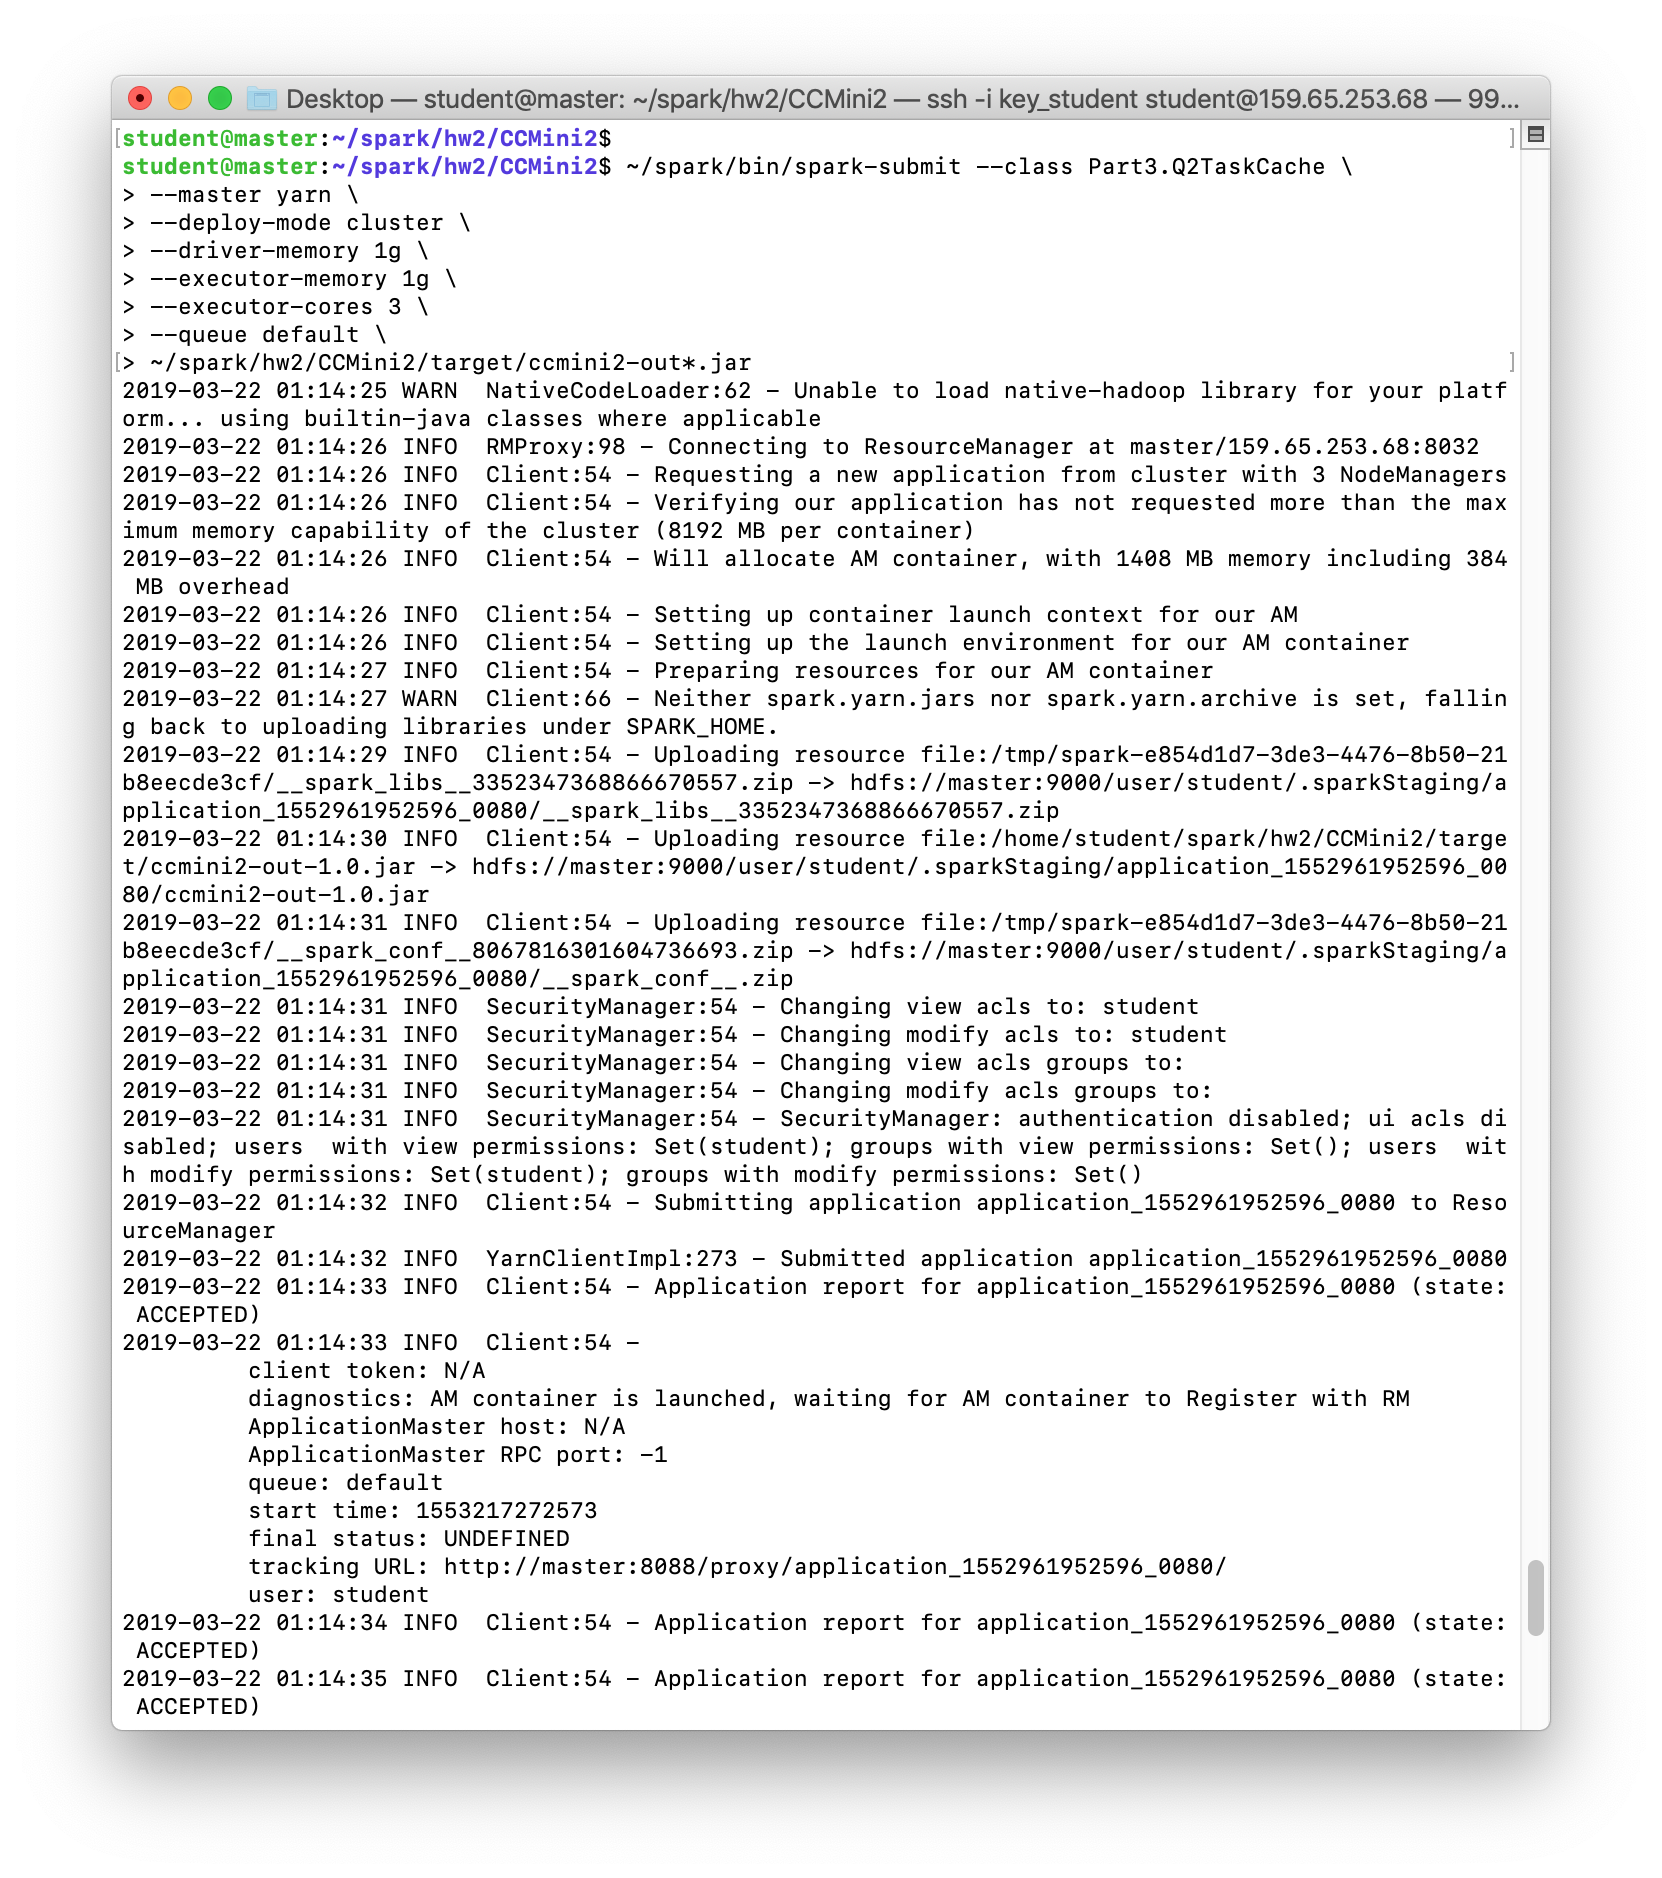 Desktop — student@master: ~/spark/hw2/CCMini2 — ssh -i key_student student@159.65.253.68 — 99...
[student@master:~/spark/hw2/CCMini2$ ]
student@master:~/spark/hw2/CCMini2$ ~/spark/bin/spark-submit --class Part3.Q2TaskCache \
> --master yarn \
> --deploy-mode cluster \
> --driver-memory 1g \
> --executor-memory 1g \
> --executor-cores 3 \
> --queue default \
[> ~/spark/hw2/CCMini2/target/ccmini2-out*.jar ]
2019-03-22 01:14:25 WARN  NativeCodeLoader:62 - Unable to load native-hadoop library for your platf
orm... using builtin-java classes where applicable
2019-03-22 01:14:26 INFO  RMProxy:98 - Connecting to ResourceManager at master/159.65.253.68:8032
2019-03-22 01:14:26 INFO  Client:54 - Requesting a new application from cluster with 3 NodeManagers
2019-03-22 01:14:26 INFO  Client:54 - Verifying our application has not requested more than the max
imum memory capability of the cluster (8192 MB per container)
2019-03-22 01:14:26 INFO  Client:54 - Will allocate AM container, with 1408 MB memory including 384
 MB overhead
2019-03-22 01:14:26 INFO  Client:54 - Setting up container launch context for our AM
2019-03-22 01:14:26 INFO  Client:54 - Setting up the launch environment for our AM container
2019-03-22 01:14:27 INFO  Client:54 - Preparing resources for our AM container
2019-03-22 01:14:27 WARN  Client:66 - Neither spark.yarn.jars nor spark.yarn.archive is set, fallin
g back to uploading libraries under SPARK_HOME.
2019-03-22 01:14:29 INFO  Client:54 - Uploading resource file:/tmp/spark-e854d1d7-3de3-4476-8b50-21
b8eecde3cf/__spark_libs__3352347368866670557.zip -> hdfs://master:9000/user/student/.sparkStaging/a
pplication_1552961952596_0080/__spark_libs__3352347368866670557.zip
2019-03-22 01:14:30 INFO  Client:54 - Uploading resource file:/home/student/spark/hw2/CCMini2/targe
t/ccmini2-out-1.0.jar -> hdfs://master:9000/user/student/.sparkStaging/application_1552961952596_00
80/ccmini2-out-1.0.jar
2019-03-22 01:14:31 INFO  Client:54 - Uploading resource file:/tmp/spark-e854d1d7-3de3-4476-8b50-21
b8eecde3cf/__spark_conf__8067816301604736693.zip -> hdfs://master:9000/user/student/.sparkStaging/a
pplication_1552961952596_0080/__spark_conf__.zip
2019-03-22 01:14:31 INFO  SecurityManager:54 - Changing view acls to: student
2019-03-22 01:14:31 INFO  SecurityManager:54 - Changing modify acls to: student
2019-03-22 01:14:31 INFO  SecurityManager:54 - Changing view acls groups to:
2019-03-22 01:14:31 INFO  SecurityManager:54 - Changing modify acls groups to:
2019-03-22 01:14:31 INFO  SecurityManager:54 - SecurityManager: authentication disabled; ui acls di
sabled; users  with view permissions: Set(student); groups with view permissions: Set(); users  wit
h modify permissions: Set(student); groups with modify permissions: Set()
2019-03-22 01:14:32 INFO  Client:54 - Submitting application application_1552961952596_0080 to Reso
urceManager
2019-03-22 01:14:32 INFO  YarnClientImpl:273 - Submitted application application_1552961952596_0080
2019-03-22 01:14:33 INFO  Client:54 - Application report for application_1552961952596_0080 (state:
 ACCEPTED)
2019-03-22 01:14:33 INFO  Client:54 -
         client token: N/A
         diagnostics: AM container is launched, waiting for AM container to Register with RM
         ApplicationMaster host: N/A
         ApplicationMaster RPC port: -1
         queue: default
         start time: 1553217272573
         final status: UNDEFINED
         tracking URL: http://master:8088/proxy/application_1552961952596_0080/
         user: student
2019-03-22 01:14:34 INFO  Client:54 - Application report for application_1552961952596_0080 (state:
 ACCEPTED)
2019-03-22 01:14:35 INFO  Client:54 - Application report for application_1552961952596_0080 (state:
 ACCEPTED)